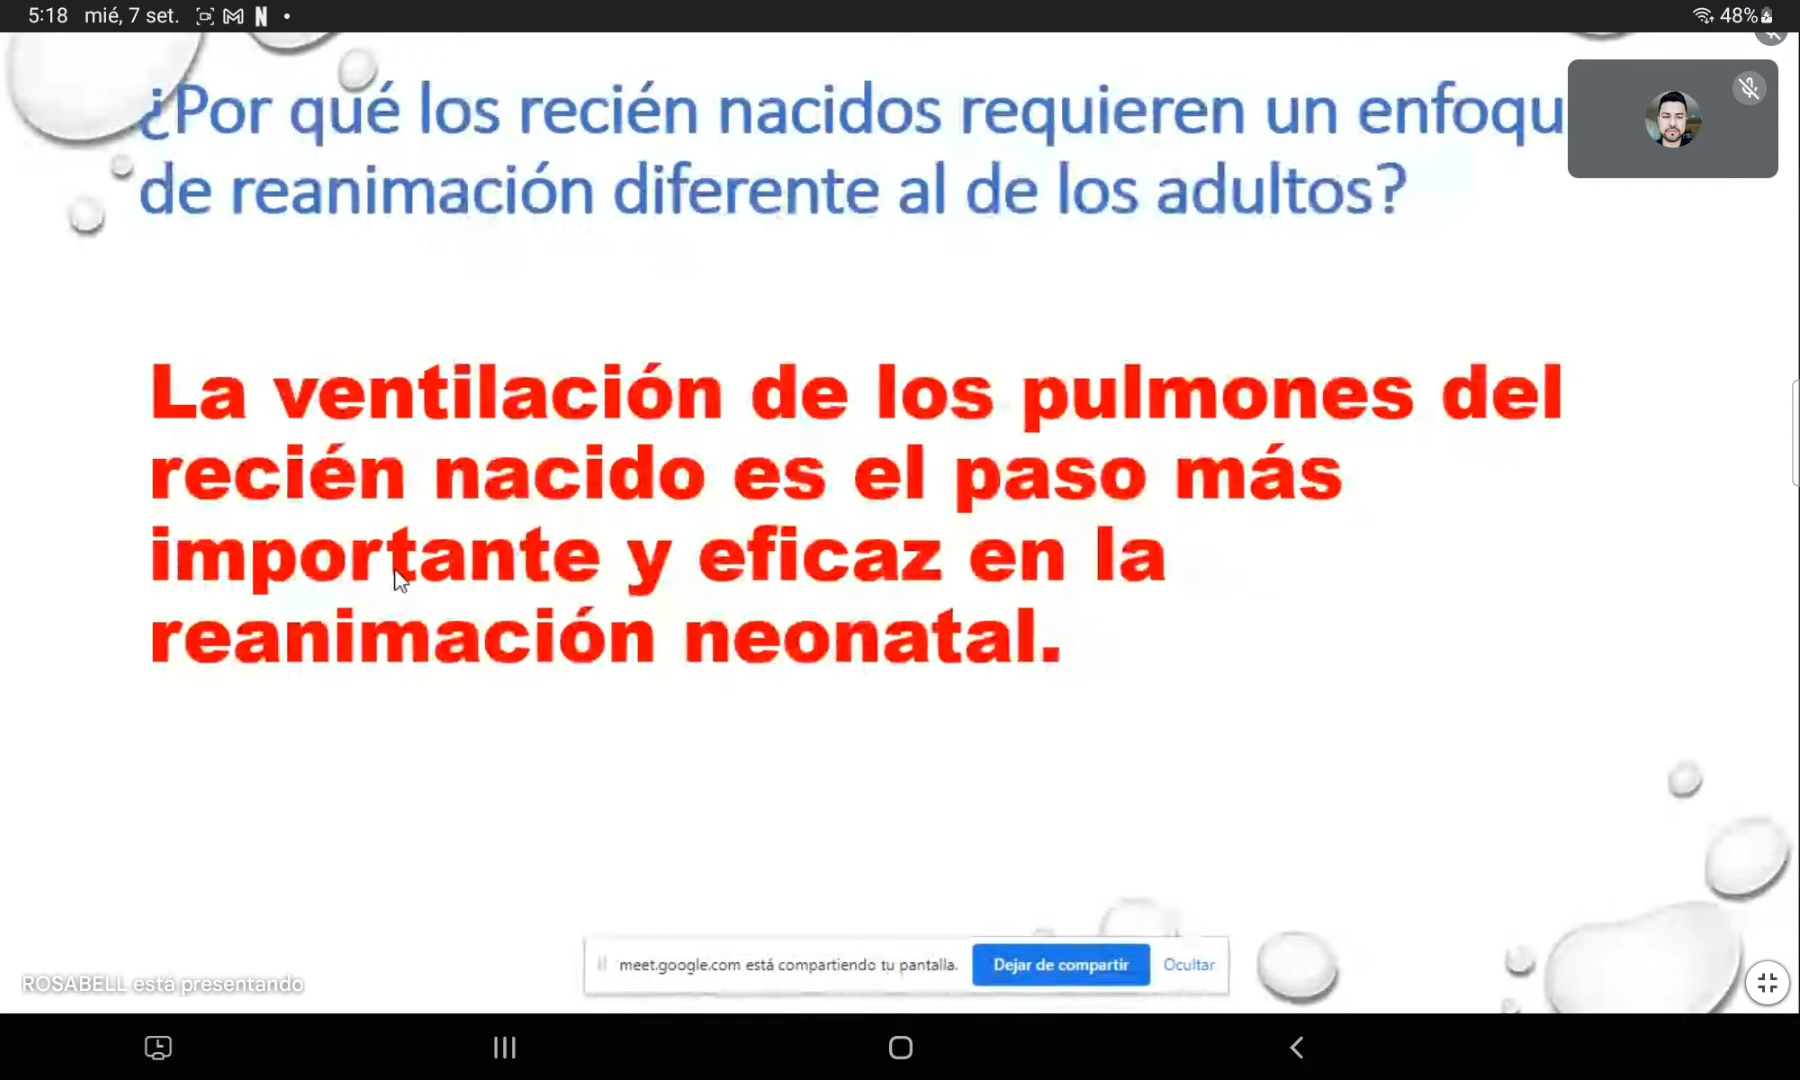 5:18 mié, 7 set.
48%
¿Por qué los recién nacidos requieren un enfoqu
de reanimación diferente al de los adultos?
La ventilación de los pulmones del
recién nacido es el paso más
importante y eficaz en la
reanimación neonatal.
meet.google.com está compartiendo tu pantalla.
Dejar de compartir
Ocultar
ROSABELL está presentando